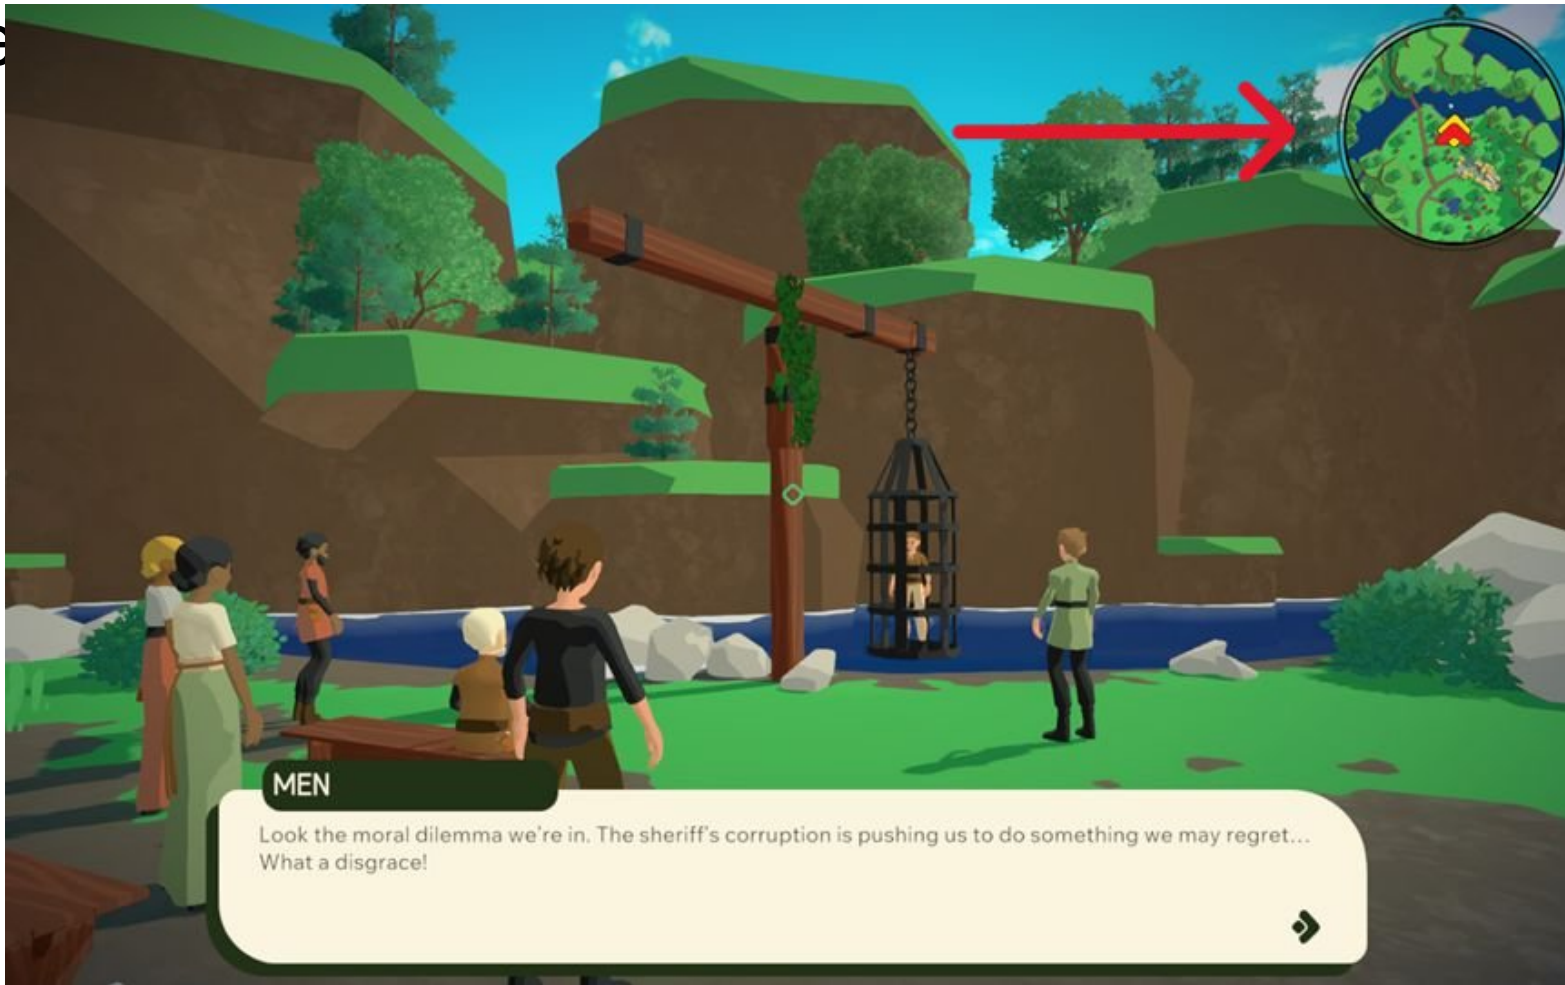 MEN
Look the moral dilemma we're in. The sheriff's corruption is pushing us to do something we may regret...
What a disgrace!